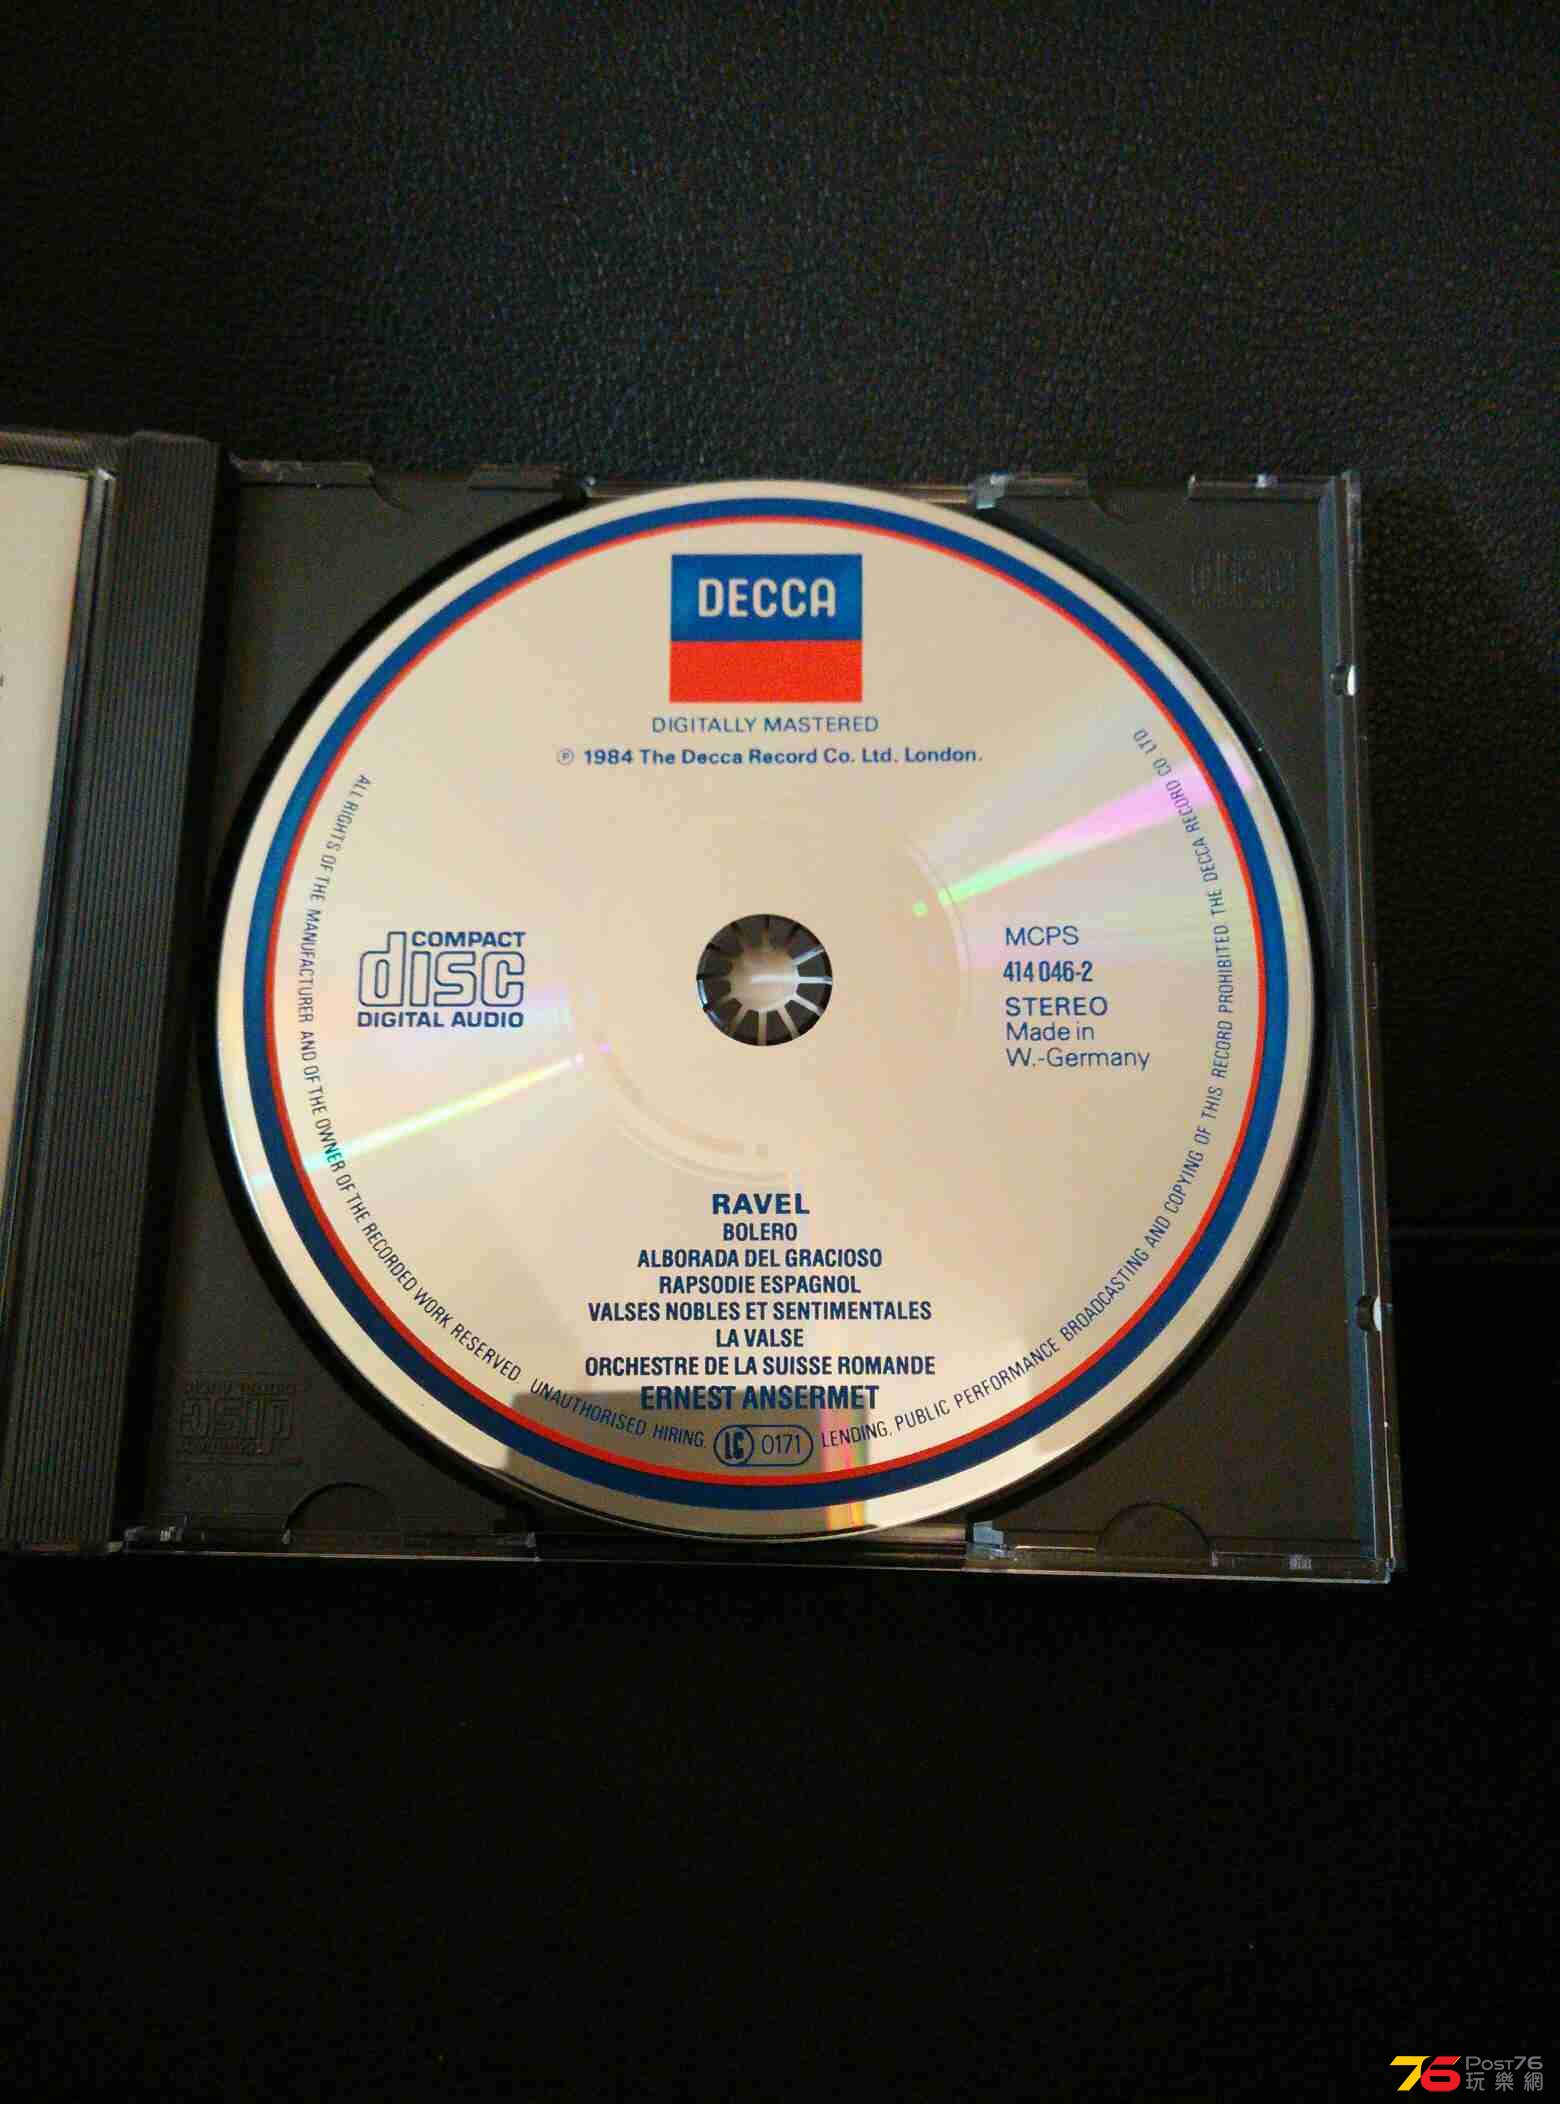 DECCA
DIGITALLY MASTERED
℗ 1984 The Decca Record Co. Ltd. London.
COMPACT
disc
DIGITAL AUDIO
MCPS
414 046-2
STEREO
Made in
W.-Germany
RAVEL
BOLERO
ALBORADA DEL GRACIOSO
RAPSODIE ESPAGNOL
VALSES NOBLES ET SENTIMENTALES
LA VALSE
ORCHESTRE DE LA SUISSE ROMANDE
ERNEST ANSERMET
LC 0171
ALL RIGHTS OF THE MANUFACTURER AND OF THE OWNER OF THE RECORDED WORK RESERVED. UNAUTHORISED HIRING, LENDING, PUBLIC PERFORMANCE BROADCASTING AND COPYING OF THIS RECORD PROHIBITED THE DECCA RECORD CO LTD
76 Post76
玩樂網